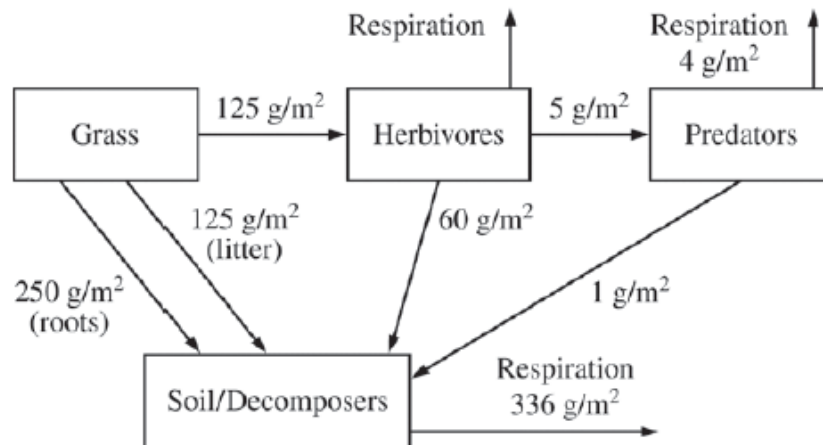 Respiration
Respiration
4 g/m²
Grass
125 g/m²
Herbivores
5 g/m²
Predators
125 g/m²
(litter)
60 g/m²
250 g/m²
(roots)
1 g/m²
Soil/Decomposers
Respiration
336 g/m²